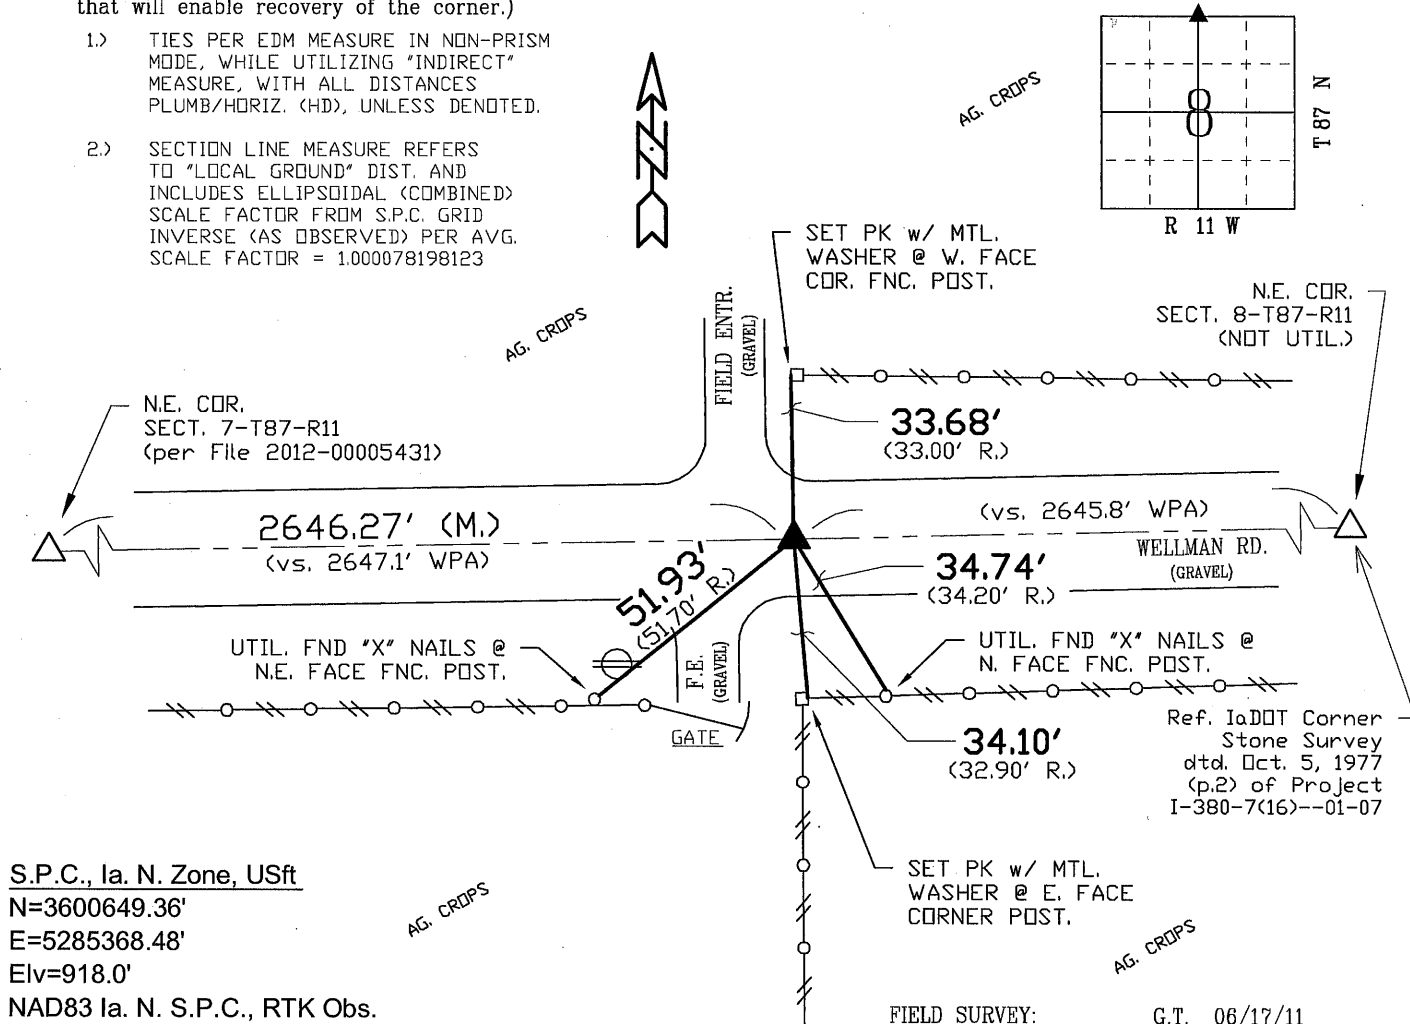 that will enable recovery of the corner.)
1.) TIES PER EDM MEASURE IN NON-PRISM
MODE, WHILE UTILIZING "INDIRECT"
MEASURE, WITH ALL DISTANCES
PLUMB/HORIZ. (HD), UNLESS DENOTED.
2.) SECTION LINE MEASURE REFERS
TO "LOCAL GROUND" DIST. AND
INCLUDES ELLIPSOIDAL (COMBINED)
SCALE FACTOR FROM S.P.C. GRID
INVERSE (AS OBSERVED) PER AVG.
SCALE FACTOR = 1.000078198123
N
AG. CROPS
8
T 87 N
R 11 W
SET PK w/ MTL.
WASHER @ W. FACE
COR. FNC. POST.
N.E. COR.
SECT. 8-T87-R11
(NOT UTIL.)
AG. CROPS
FIELD ENTR.
(GRAVEL)
N.E. COR.
SECT. 7-T87-R11
(per File 2012-00005431)
33.68'
(33.00' R.)
2646.27' (M.)
(vs. 2647.1' WPA)
(vs. 2645.8' WPA)
WELLMAN RD.
(GRAVEL)
51.93'
(51.70' R.)
34.74'
(34.20' R.)
UTIL. FND "X" NAILS @
N.E. FACE FNC. POST.
F.E.
(GRAVEL)
UTIL. FND "X" NAILS @
N. FACE FNC. POST.
GATE
34.10'
(32.90' R.)
Ref. IaDOT Corner
Stone Survey
dtd. Oct. 5, 1977
(p.2) of Project
I-380-7(16)--01-07
S.P.C., Ia. N. Zone, USft
N=3600649.36'
E=5285368.48'
Elv=918.0'
NAD83 Ia. N. S.P.C., RTK Obs.
AG. CROPS
SET PK w/ MTL.
WASHER @ E. FACE
CORNER POST.
AG. CROPS
FIELD SURVEY: G.T. 06/17/11